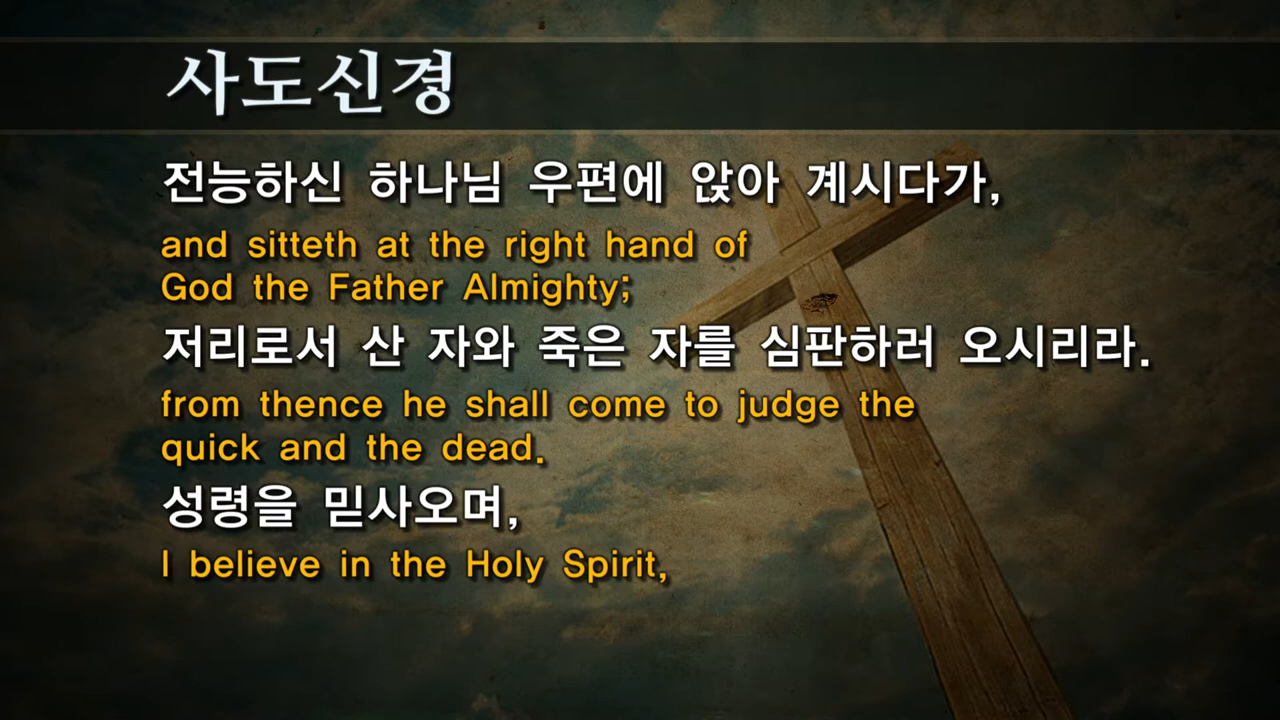 사도신경
전능하신 하나님 우편에 앉아 계시다가,
and sitteth at the right hand of
God the Father Almighty;
저리로서 산 자와 죽은 자를 심판하러 오시리라.
from thence he shall come to judge the
quick and the dead.
성령을 믿사오며,
I believe in the Holy Spirit,